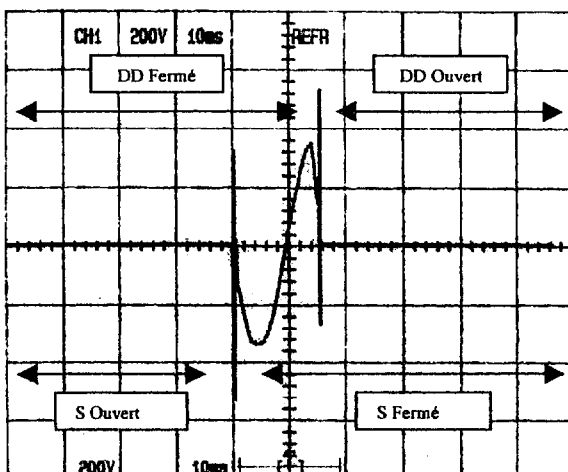 CH1 200V 10ms REFR
DD Fermé DD Ouvert
S Ouvert S Fermé
200V 10ms